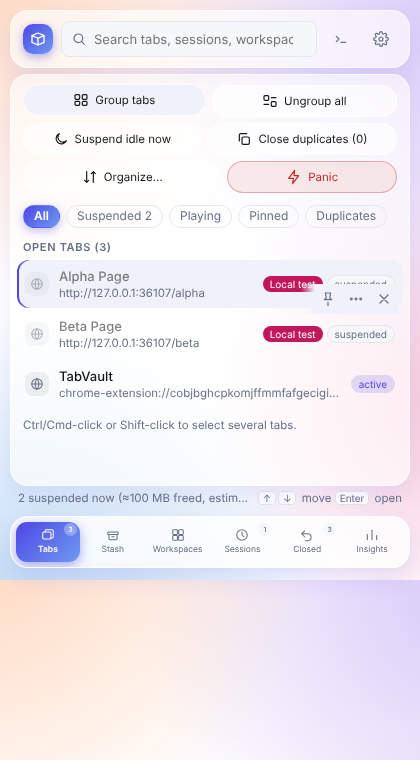 Search tabs, sessions, workspac
Group tabs
Ungroup all
Suspend idle now
Close duplicates (0)
Organize...
Panic
All
Suspended 2
Playing
Pinned
Duplicates
OPEN TABS (3)
Alpha Page
http://127.0.0.1:36107/alpha
Local test
suspended
Beta Page
http://127.0.0.1:36107/beta
Local test
suspended
TabVault
chrome-extension://cobjbghcpkomjffmmfafgecigi...
active
Ctrl/Cmd-click or Shift-click to select several tabs.
2 suspended now (≈100 MB freed, estim...
↑ ↓ move Enter open
3
Tabs
Stash
Workspaces
1
Sessions
3
Closed
Insights